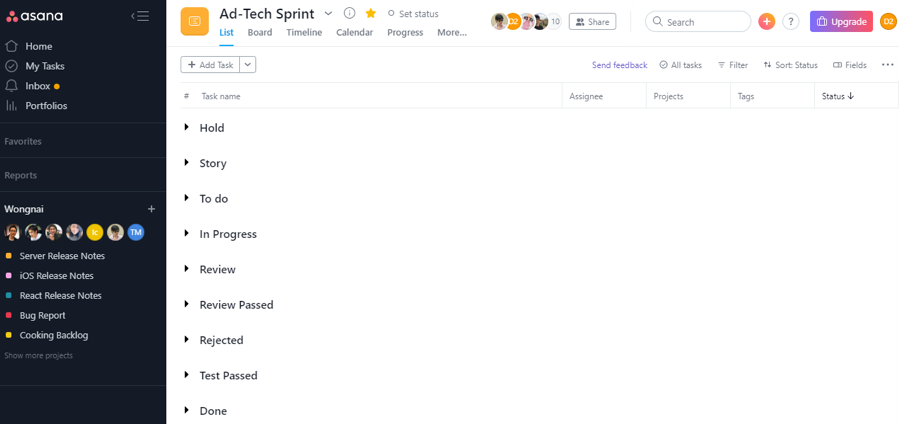 asana
Home
My Tasks
Inbox
Portfolios
Favorites
Reports
Wongnai +
Ic TM
Server Release Notes
iOS Release Notes
React Release Notes
Bug Report
Cooking Backlog
Show more projects
Ad-Tech Sprint Set status
List Board Timeline Calendar Progress More...
D2 10 Share Search + ? Upgrade D2
+ Add Task Send feedback All tasks Filter Sort: Status Fields ...
# Task name Assignee Projects Tags Status
Hold
Story
To do
In Progress
Review
Review Passed
Rejected
Test Passed
Done